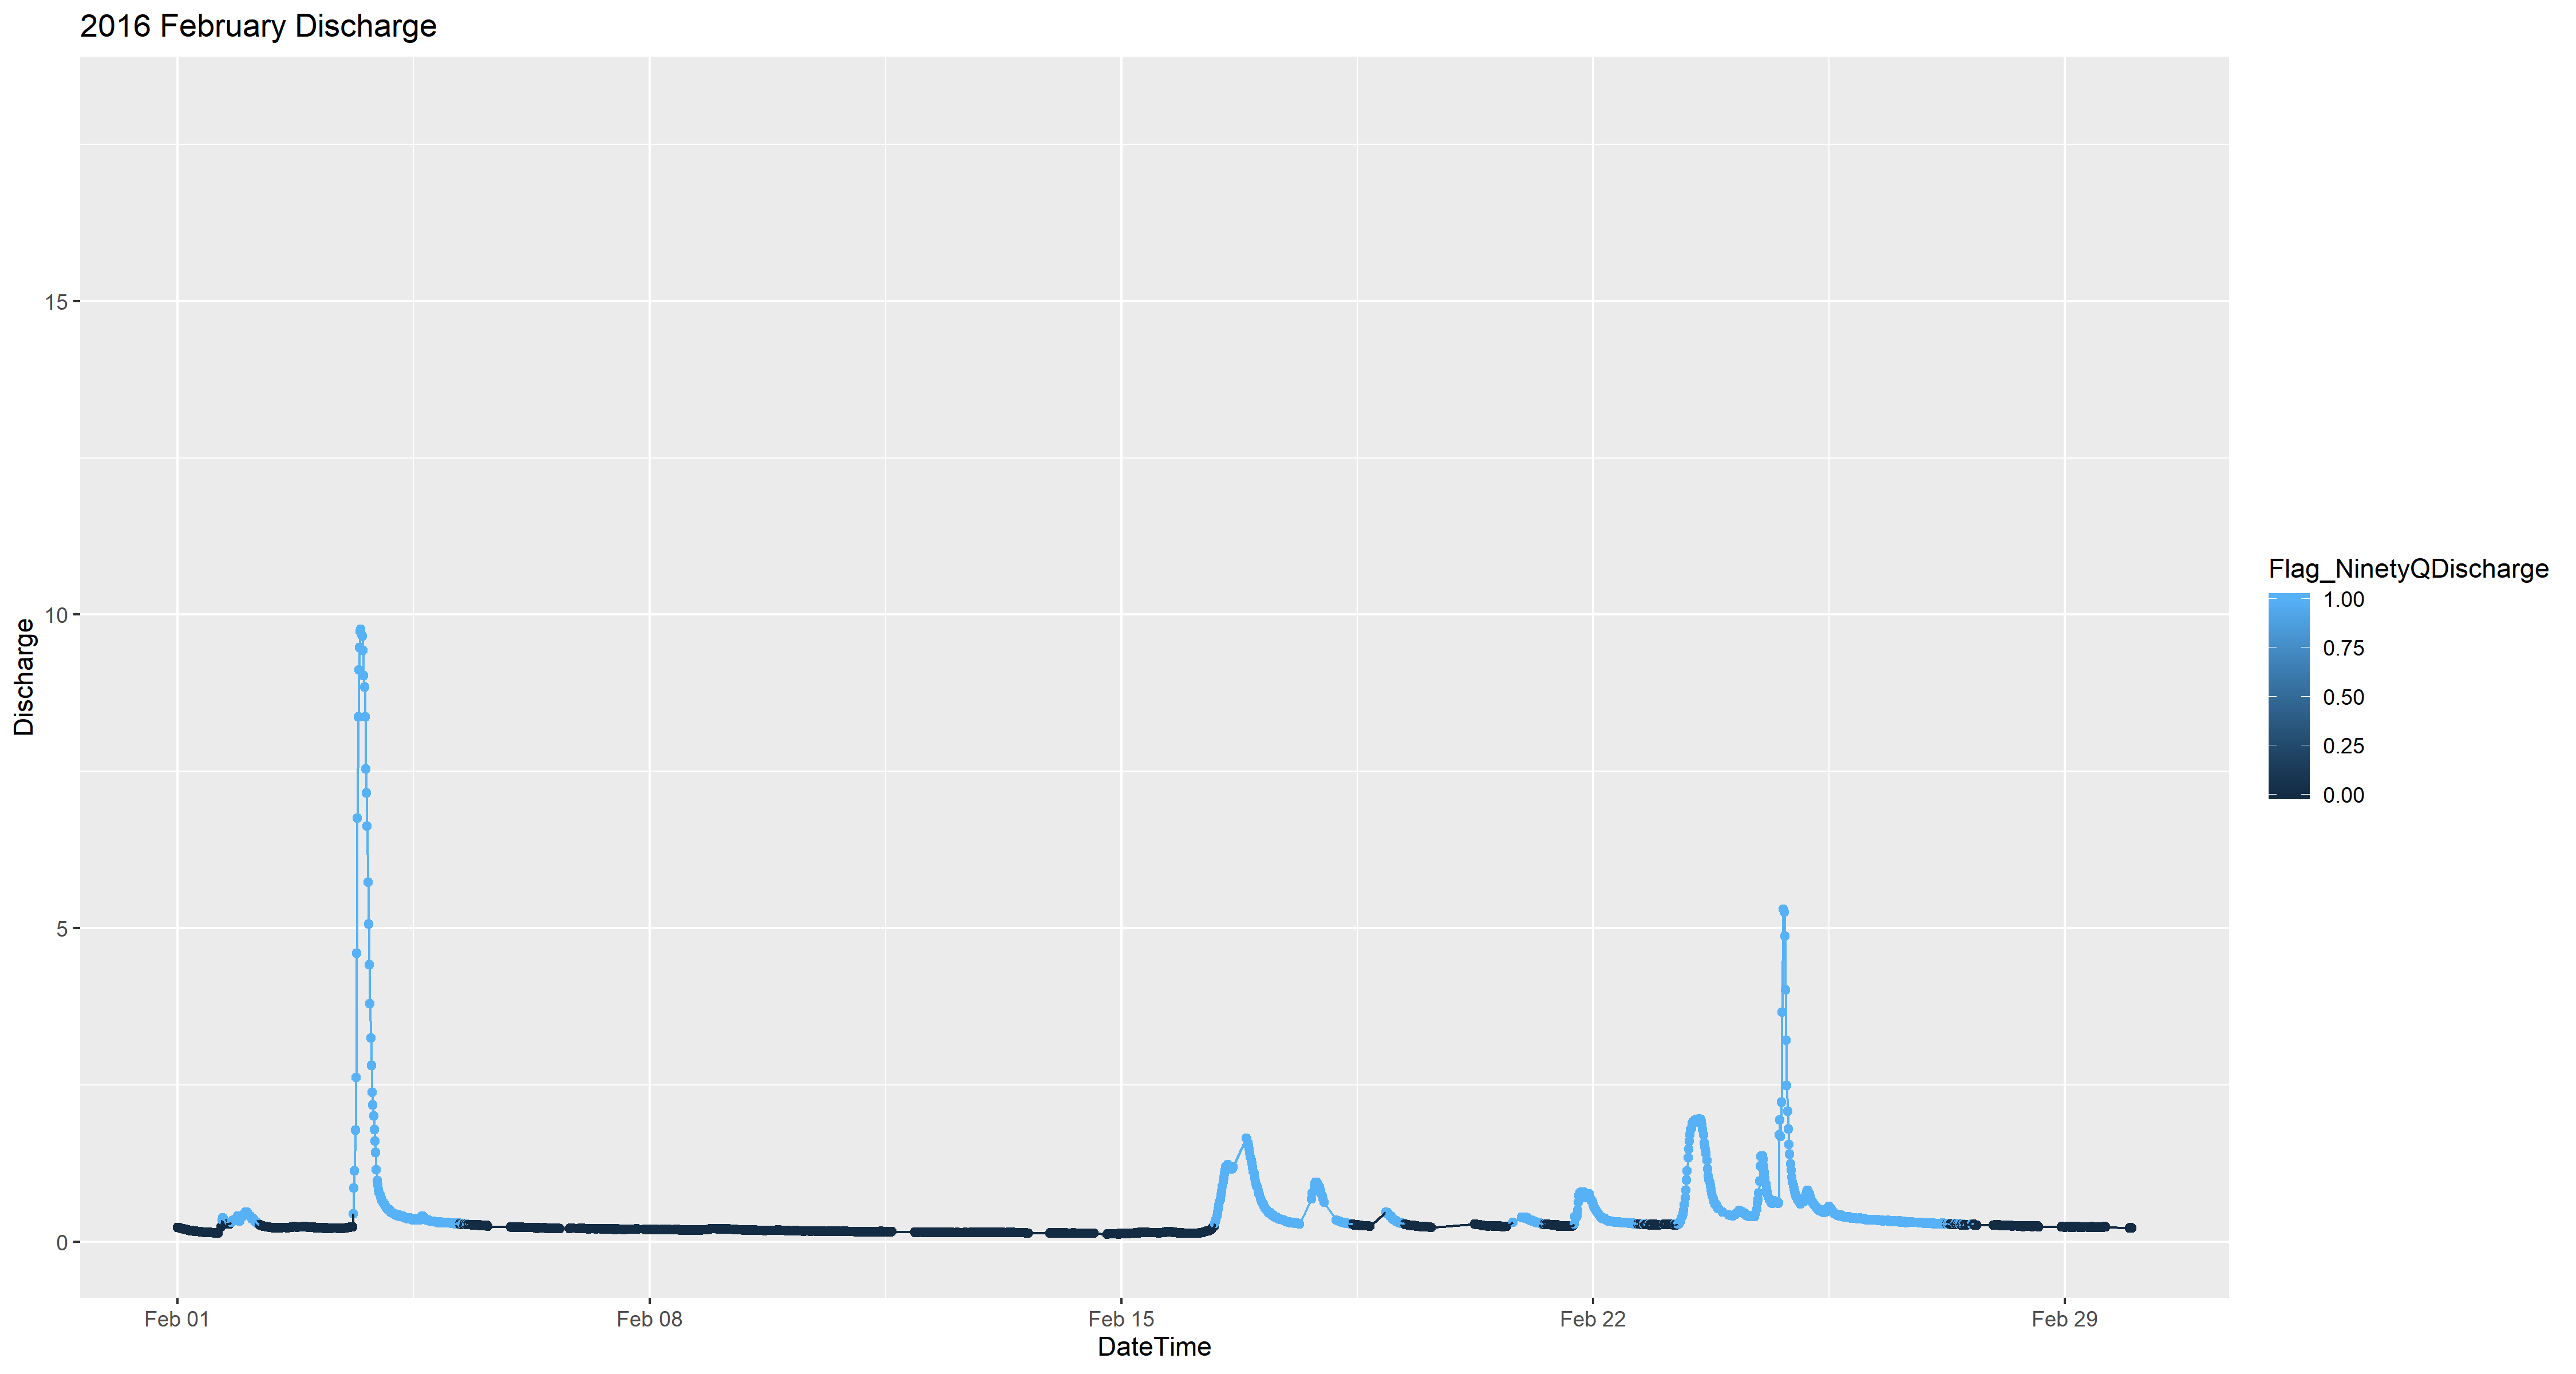 2016 February Discharge
Discharge
15
10
5
0
Feb 01
Feb 08
Feb 15
Feb 22
Feb 29
DateTime
Flag_NinetyQDischarge
1.00
0.75
0.50
0.25
0.00